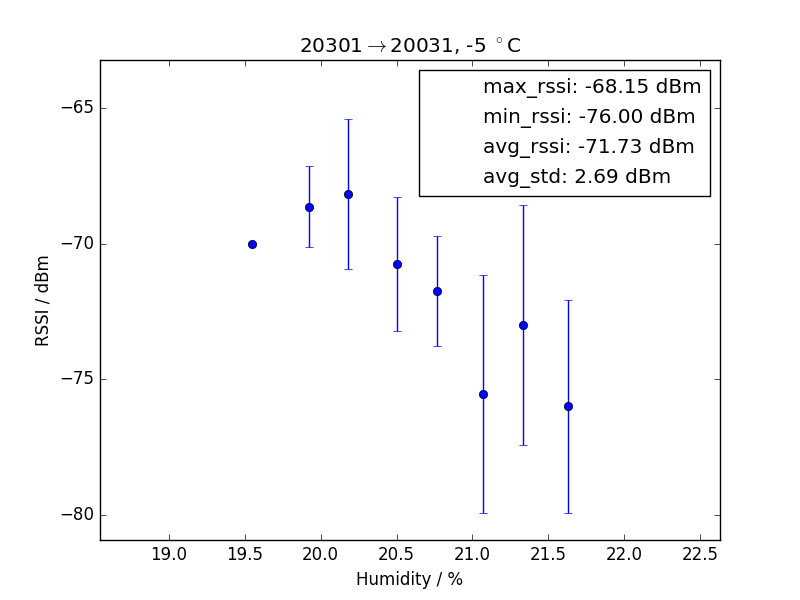 20301→20031, -5 °C
max_rssi: -68.15 dBm
min_rssi: -76.00 dBm
avg_rssi: -71.73 dBm
avg_std: 2.69 dBm
−65
−70
−75
−80
RSSI / dBm
19.0 19.5 20.0 20.5 21.0 21.5 22.0 22.5
Humidity / %